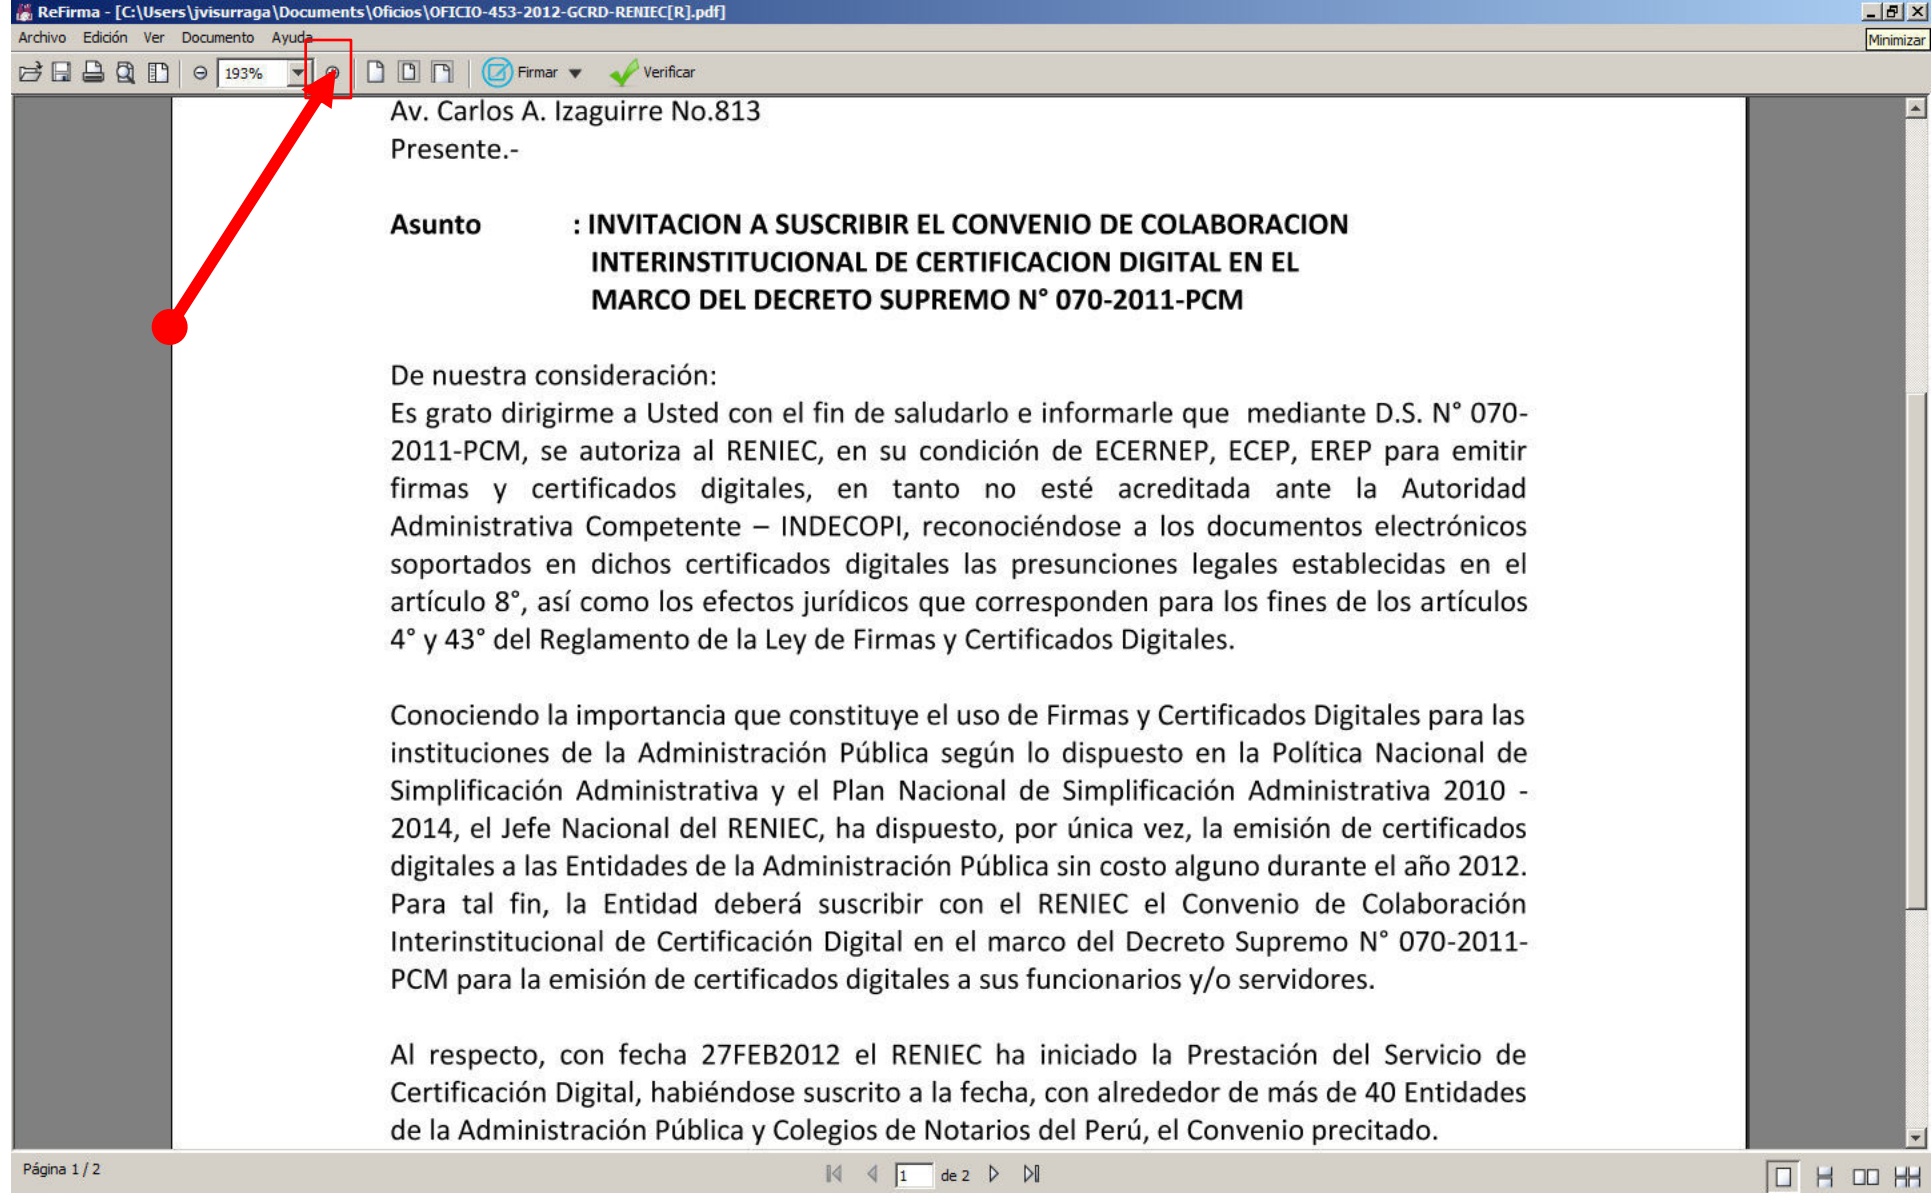 ReFirma - [C:\Users\jvisurraga\Documents\Oficios\OFICIO-453-2012-GCRD-RENIEC[R].pdf]
Archivo Edición Ver Documento Ayuda
Minimizar
193% Firmar Verificar
Av. Carlos A. Izaguirre No.813
Presente.-
Asunto : INVITACION A SUSCRIBIR EL CONVENIO DE COLABORACION
INTERINSTITUCIONAL DE CERTIFICACION DIGITAL EN EL
MARCO DEL DECRETO SUPREMO N° 070-2011-PCM
De nuestra consideración:
Es grato dirigirme a Usted con el fin de saludarlo e informarle que mediante D.S. N° 070-
2011-PCM, se autoriza al RENIEC, en su condición de ECERNEP, ECEP, EREP para emitir
firmas y certificados digitales, en tanto no esté acreditada ante la Autoridad
Administrativa Competente – INDECOPI, reconociéndose a los documentos electrónicos
soportados en dichos certificados digitales las presunciones legales establecidas en el
artículo 8°, así como los efectos jurídicos que corresponden para los fines de los artículos
4° y 43° del Reglamento de la Ley de Firmas y Certificados Digitales.
Conociendo la importancia que constituye el uso de Firmas y Certificados Digitales para las
instituciones de la Administración Pública según lo dispuesto en la Política Nacional de
Simplificación Administrativa y el Plan Nacional de Simplificación Administrativa 2010 -
2014, el Jefe Nacional del RENIEC, ha dispuesto, por única vez, la emisión de certificados
digitales a las Entidades de la Administración Pública sin costo alguno durante el año 2012.
Para tal fin, la Entidad deberá suscribir con el RENIEC el Convenio de Colaboración
Interinstitucional de Certificación Digital en el marco del Decreto Supremo N° 070-2011-
PCM para la emisión de certificados digitales a sus funcionarios y/o servidores.
Al respecto, con fecha 27FEB2012 el RENIEC ha iniciado la Prestación del Servicio de
Certificación Digital, habiéndose suscrito a la fecha, con alrededor de más de 40 Entidades
de la Administración Pública y Colegios de Notarios del Perú, el Convenio precitado.
Página 1 / 2 1 de 2